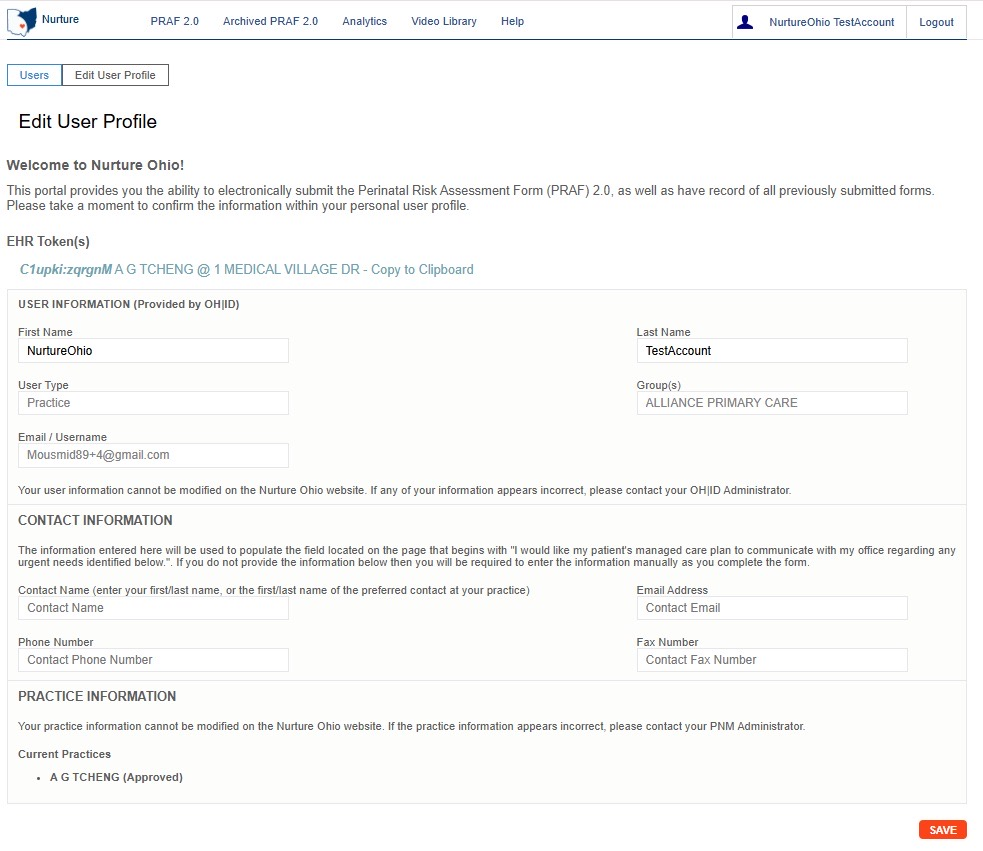 Nurture
PRAF 2.0 Archived PRAF 2.0 Analytics Video Library Help
NurtureOhio TestAccount Logout
Users Edit User Profile
Edit User Profile
Welcome to Nurture Ohio!
This portal provides you the ability to electronically submit the Perinatal Risk Assessment Form (PRAF) 2.0, as well as have record of all previously submitted forms.
Please take a moment to confirm the information within your personal user profile.
EHR Token(s)
C1upki:zqrgnM A G TCHENG @ 1 MEDICAL VILLAGE DR - Copy to Clipboard
USER INFORMATION (Provided by OH|ID)
First Name Last Name
NurtureOhio TestAccount
User Type Group(s)
Practice ALLIANCE PRIMARY CARE
Email / Username
Mousmid89+4@gmail.com
Your user information cannot be modified on the Nurture Ohio website. If any of your information appears incorrect, please contact your OH|ID Administrator.
CONTACT INFORMATION
The information entered here will be used to populate the field located on the page that begins with "I would like my patient's managed care plan to communicate with my office regarding any
urgent needs identified below.". If you do not provide the information below then you will be required to enter the information manually as you complete the form.
Contact Name (enter your first/last name, or the first/last name of the preferred contact at your practice) Email Address
Contact Name Contact Email
Phone Number Fax Number
Contact Phone Number Contact Fax Number
PRACTICE INFORMATION
Your practice information cannot be modified on the Nurture Ohio website. If the practice information appears incorrect, please contact your PNM Administrator.
Current Practices
• A G TCHENG (Approved)
SAVE